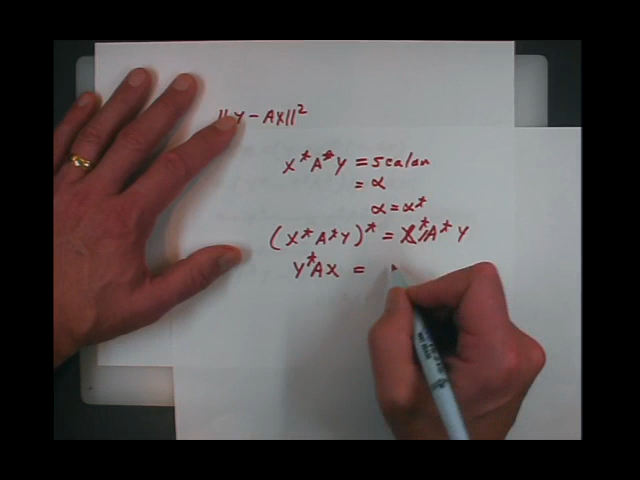 ||Y - AX||²
X*A*Y = scalar
= α
α = α*
(X*A*Y)* = X*A*Y
Y*AX =